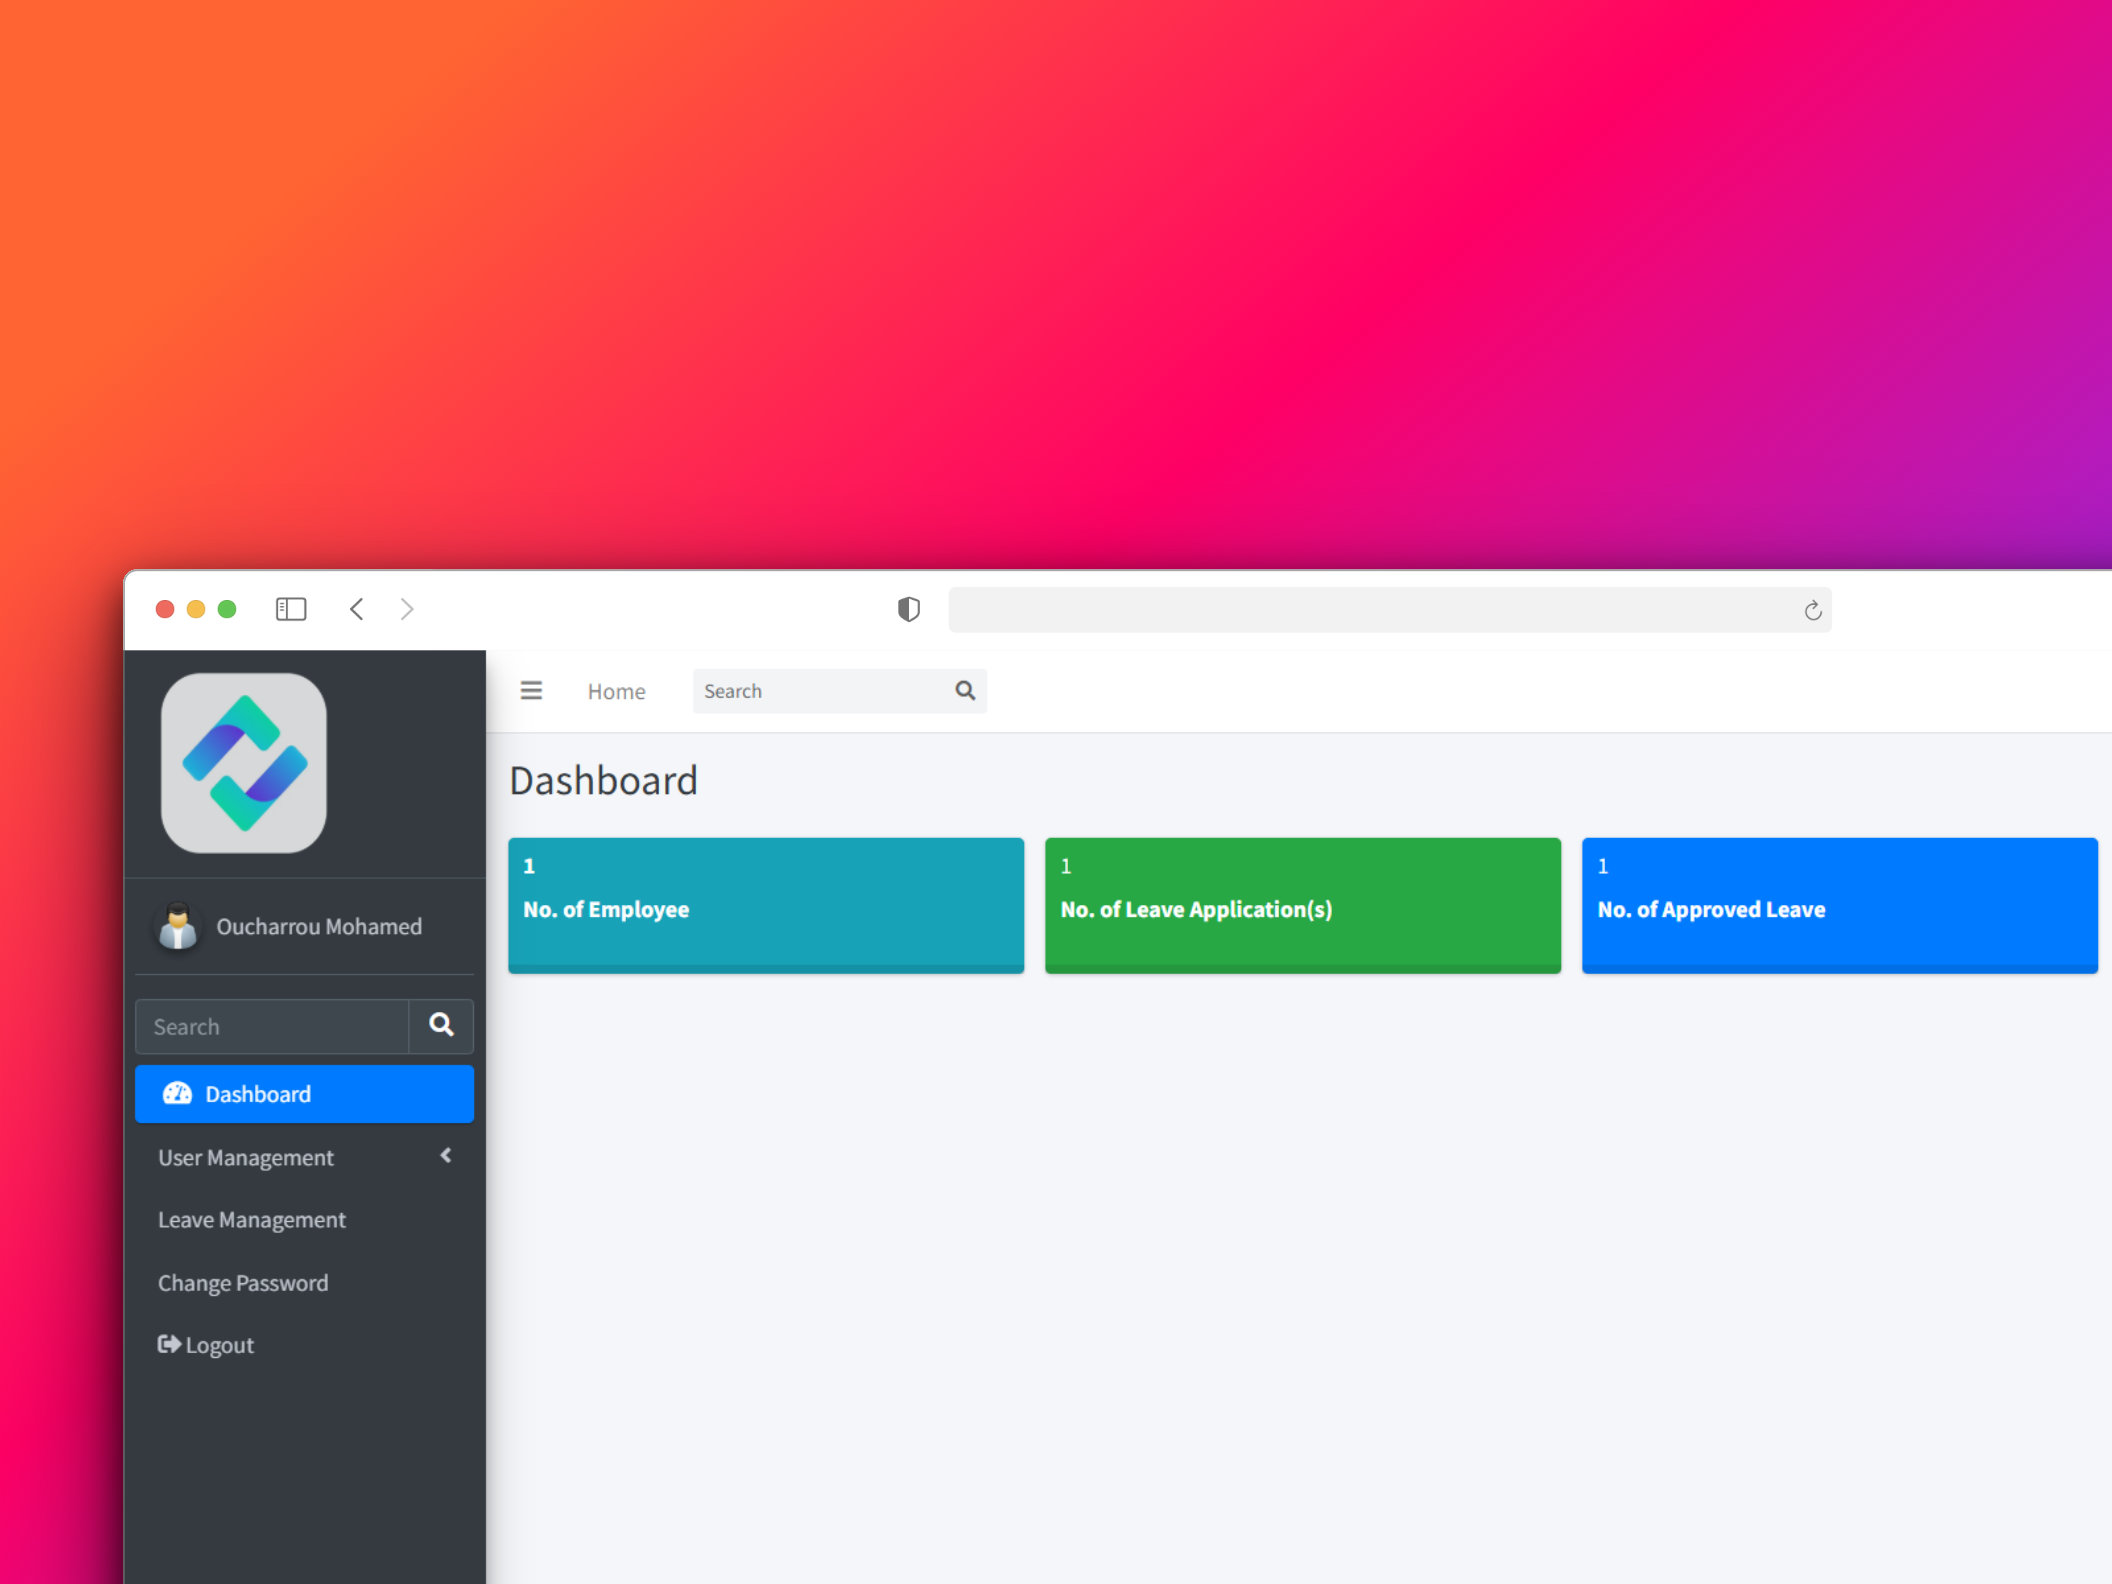 Home
Search
Dashboard
1
No. of Employee
1
No. of Leave Application(s)
1
No. of Approved Leave
Oucharrou Mohamed
Search
Dashboard
User Management
Leave Management
Change Password
Logout